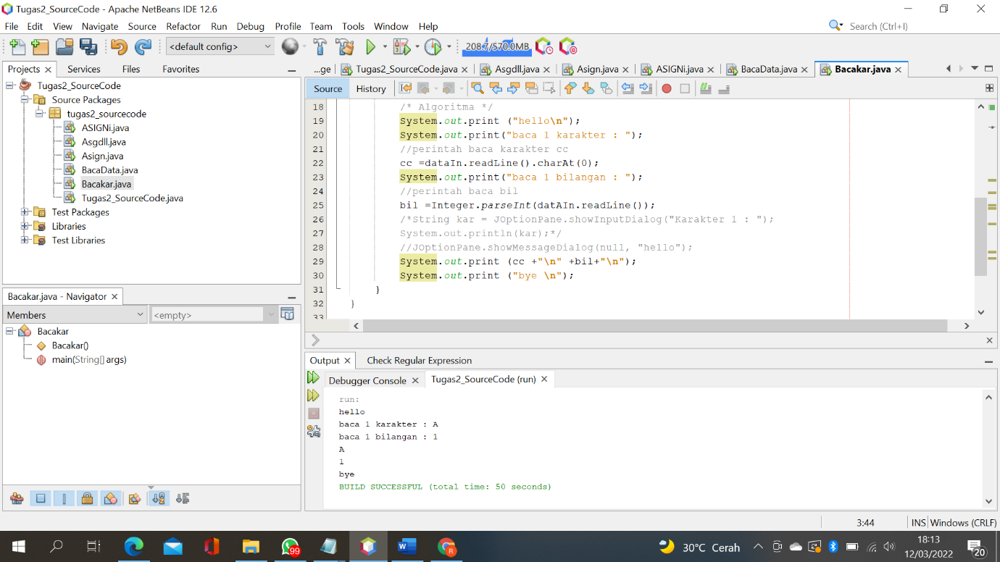 Tugas2_SourceCode - Apache NetBeans IDE 12.6
File Edit View Navigate Source Refactor Run Debug Profile Team Tools Window Help
Search (Ctrl+I)
<default config>
208.7/570.0MB
Projects Services Files Favorites
Tugas2_SourceCode
Source Packages
tugas2_sourcecode
ASIGNi.java
Asgdll.java
Asign.java
BacaData.java
Bacakar.java
Tugas2_SourceCode.java
Test Packages
Libraries
Test Libraries
Bacakar.java - Navigator
Members
<empty>
Bacakar
Bacakar()
main(String[] args)
...ge Tugas2_SourceCode.java Asgdll.java Asign.java ASIGNi.java BacaData.java Bacakar.java
Source History
18 /* Algoritma */
19 System.out.print ("hello\n");
20 System.out.print("baca 1 karakter : ");
21 //perintah baca karakter cc
22 cc =dataIn.readLine().charAt(0);
23 System.out.print("baca 1 bilangan : ");
24 //perintah baca bil
25 bil =Integer.parseInt(datAIn.readLine());
26 /*String kar = JOptionPane.showInputDialog("Karakter 1 : ");
27 System.out.println(kar);*/
28 //JOptionPane.showMessageDialog(null, "hello");
29 System.out.print (cc +"\n" +bil+"\n");
30 System.out.print ("bye \n");
31 }
32 }
33
Output Check Regular Expression
Debugger Console Tugas2_SourceCode (run)
run:
hello
baca 1 karakter : A
baca 1 bilangan : 1
A
1
bye
BUILD SUCCESSFUL (total time: 50 seconds)
3:44 INS Windows (CRLF)
99
30°C Cerah
18:13
12/03/2022
20